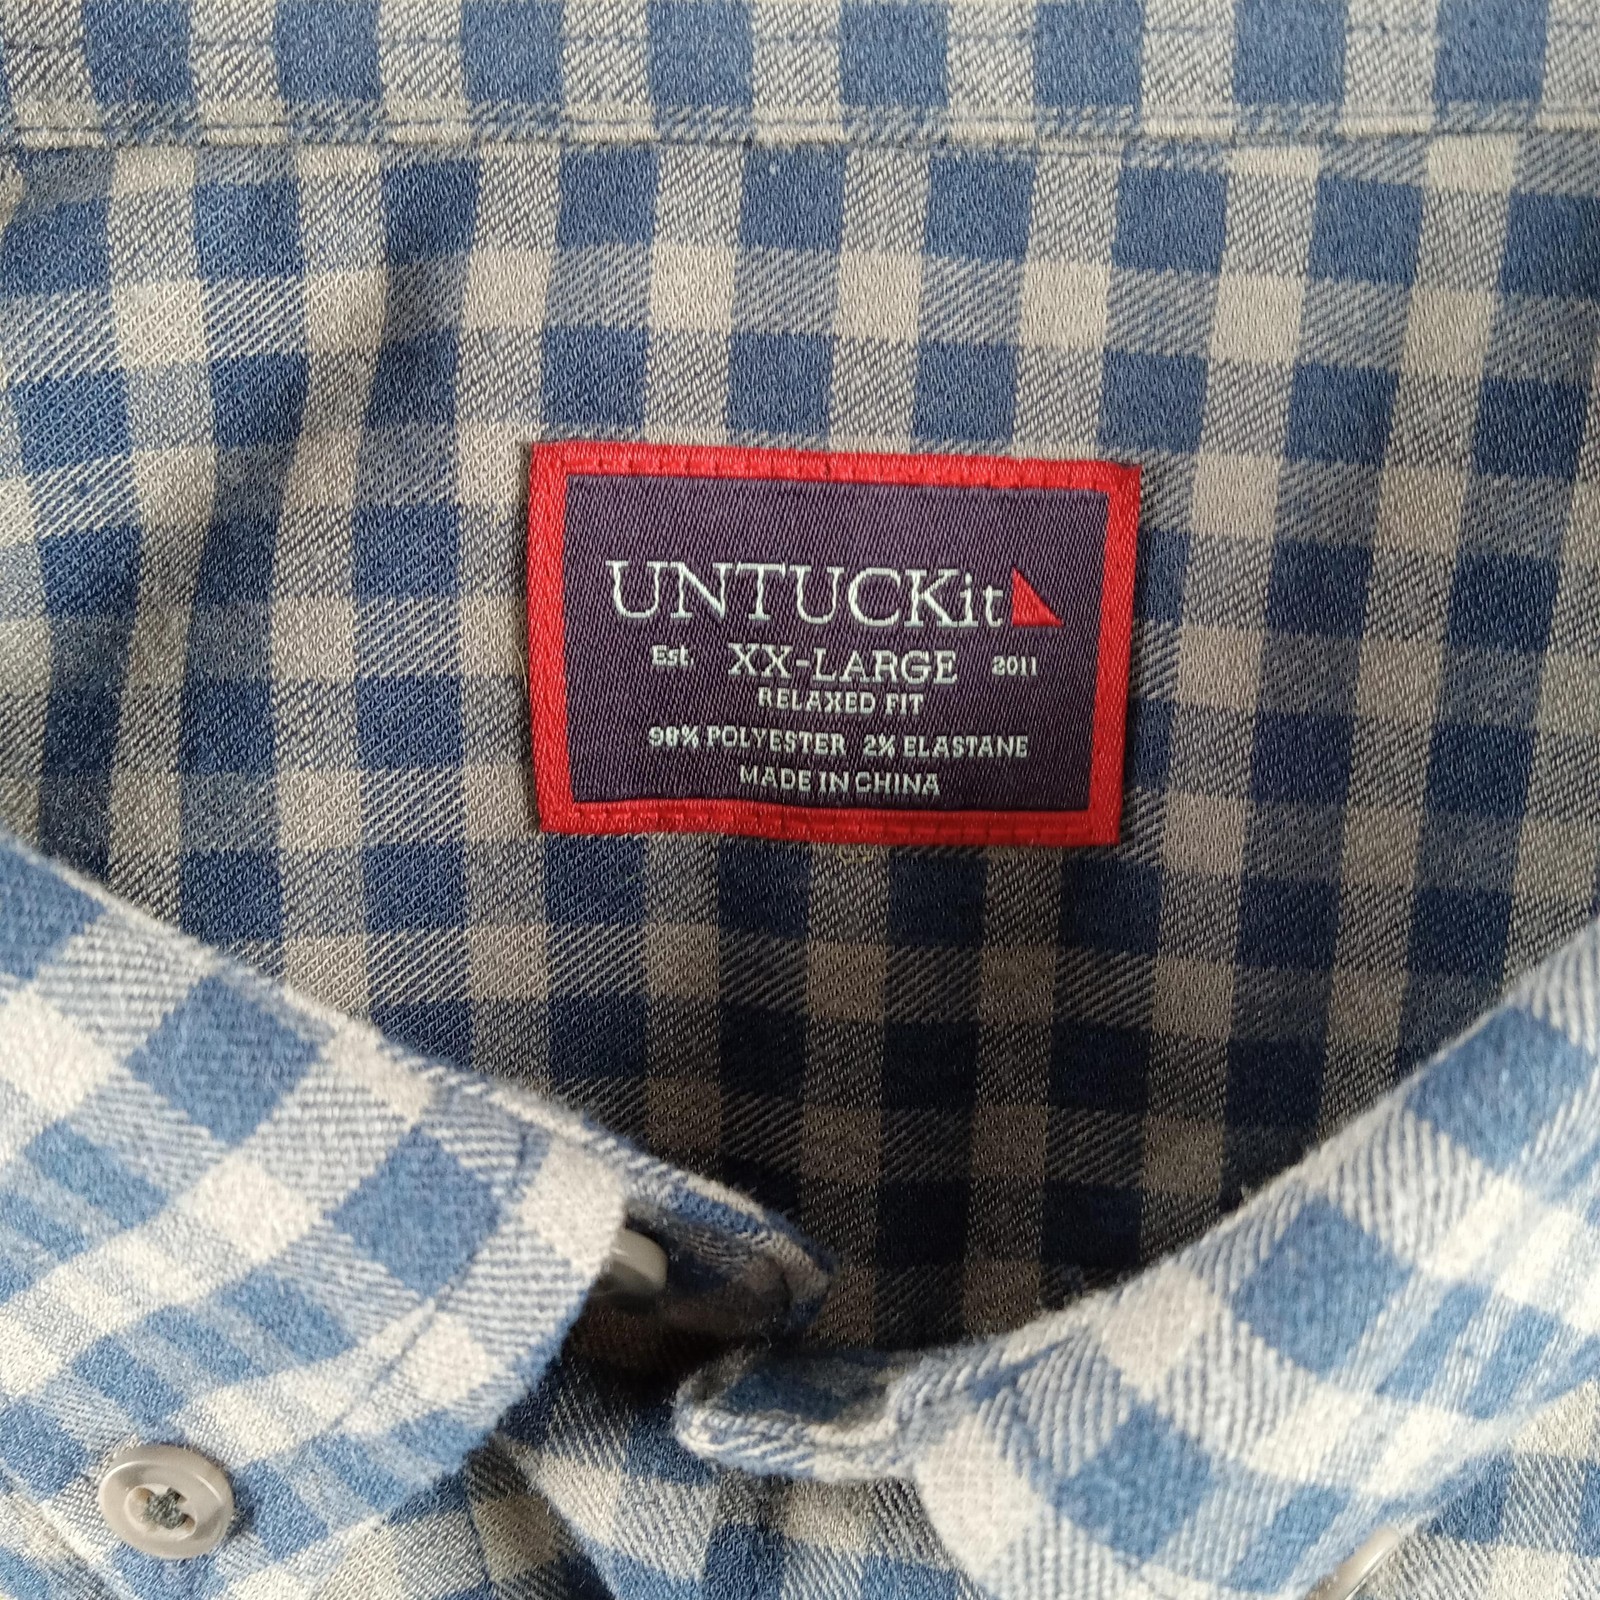 UNTUCKit
Est. XX-LARGE 2011
RELAXED FIT
98% POLYESTER 2% ELASTANE
MADE IN CHINA